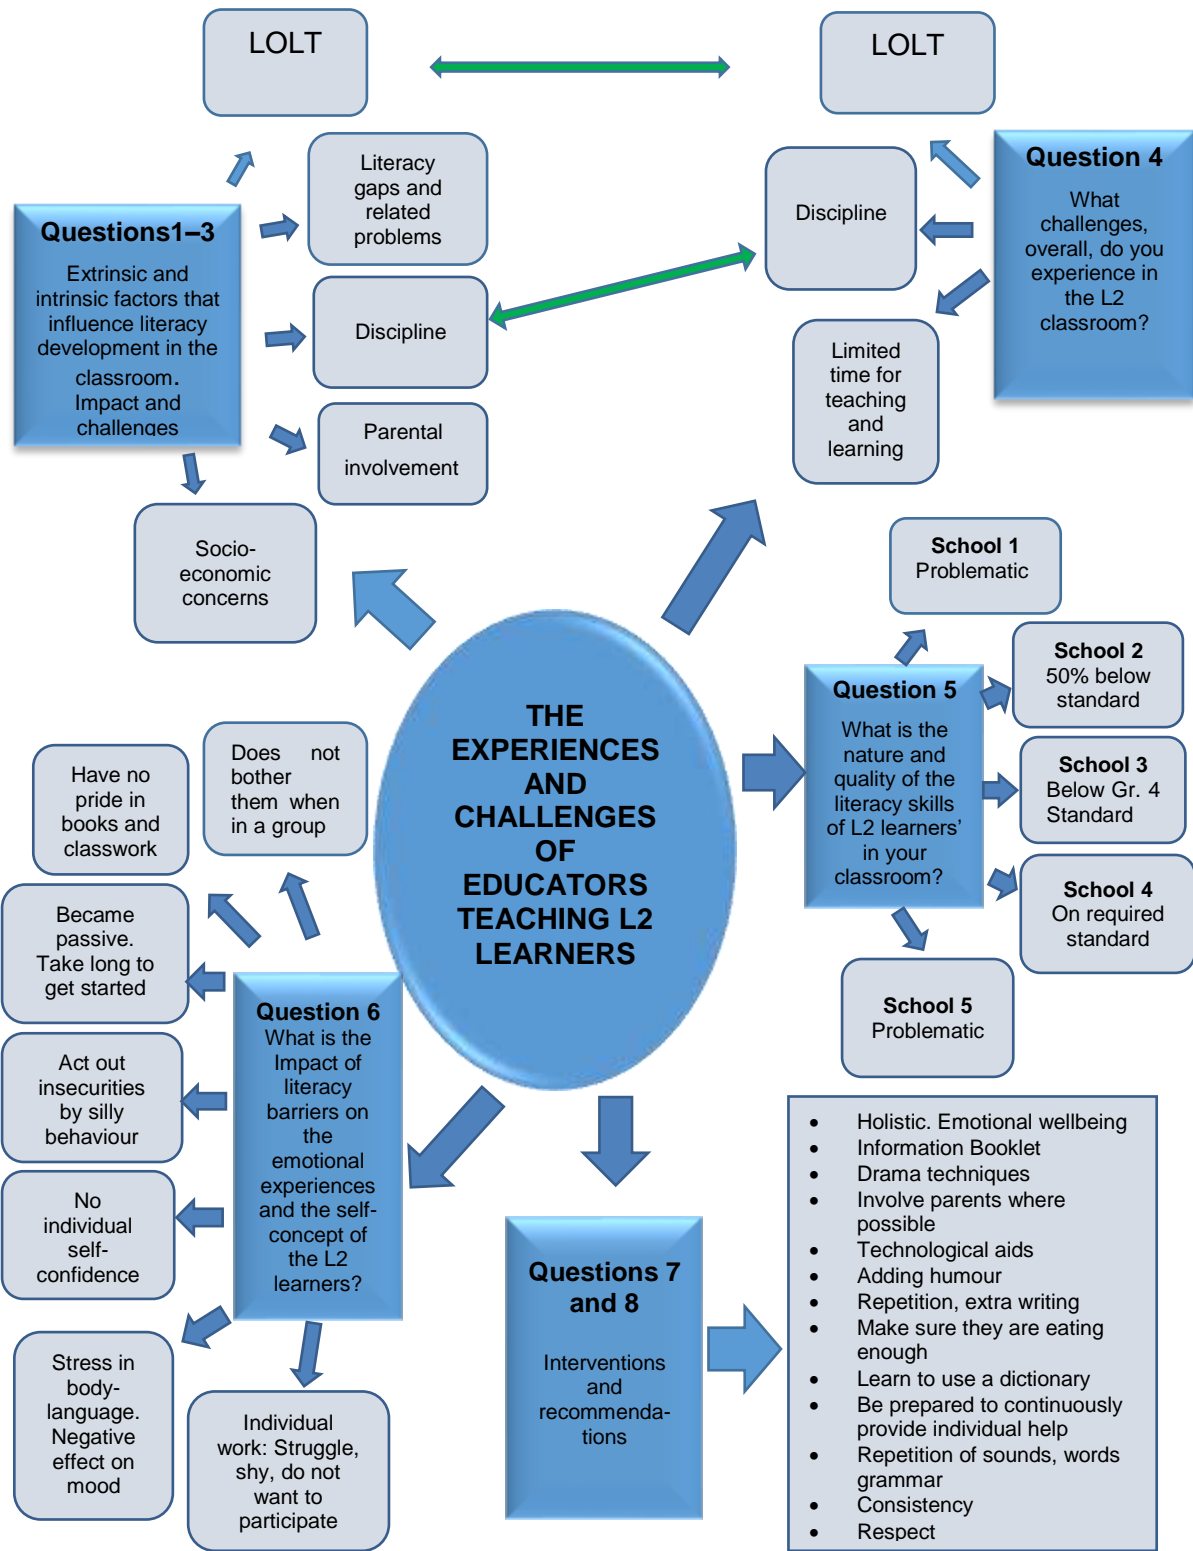 LOLT
LOLT
Literacy
gaps and
related
problems
Question 4
What
challenges,
overall, do you
experience in
the L2
classroom?
Discipline
Questions1–3
Extrinsic and
intrinsic factors that
influence literacy
development in the
classroom.
Impact and
challenges
Discipline
Limited
time for
teaching
and
learning
Parental
involvement
Socio-
economic
concerns
School 1
Problematic
School 2
50% below
standard
Question 5
What is the
nature and
quality of the
literacy skills
of L2 learners’
in your
classroom?
School 3
Below Gr. 4
Standard
School 4
On required
standard
School 5
Problematic
THE
EXPERIENCES
AND
CHALLENGES
OF
EDUCATORS
TEACHING L2
LEARNERS
Does not
bother
them when
in a group
Have no
pride in
books and
classwork
Became
passive.
Take long to
get started
Question 6
What is the
Impact of
literacy
barriers on
the
emotional
experiences
and the self-
concept of
the L2
learners?
Act out
insecurities
by silly
behaviour
No
individual
self-
confidence
Stress in
body-
language.
Negative
effect on
mood
Individual
work: Struggle,
shy, do not
want to
participate
Questions 7
and 8
Interventions
and
recommenda-
tions
• Holistic. Emotional wellbeing
• Information Booklet
• Drama techniques
• Involve parents where
possible
• Technological aids
• Adding humour
• Repetition, extra writing
• Make sure they are eating
enough
• Learn to use a dictionary
• Be prepared to continuously
provide individual help
• Repetition of sounds, words
grammar
• Consistency
• Respect